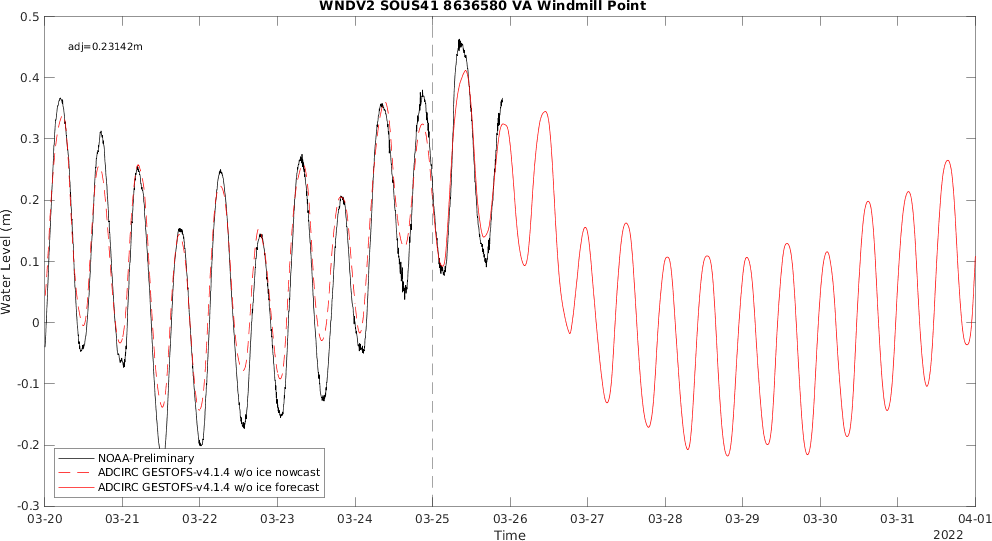 WNDV2 SOUS41 8636580 VA Windmill Point
adj=0.23142m
0.5
0.4
0.3
0.2
0.1
0
-0.1
-0.2
-0.3
Water Level (m)
NOAA-Preliminary
ADCIRC GESTOFS-v4.1.4 w/o ice nowcast
ADCIRC GESTOFS-v4.1.4 w/o ice forecast
03-20 03-21 03-22 03-23 03-24 03-25 03-26 03-27 03-28 03-29 03-30 03-31 04-01
Time
2022